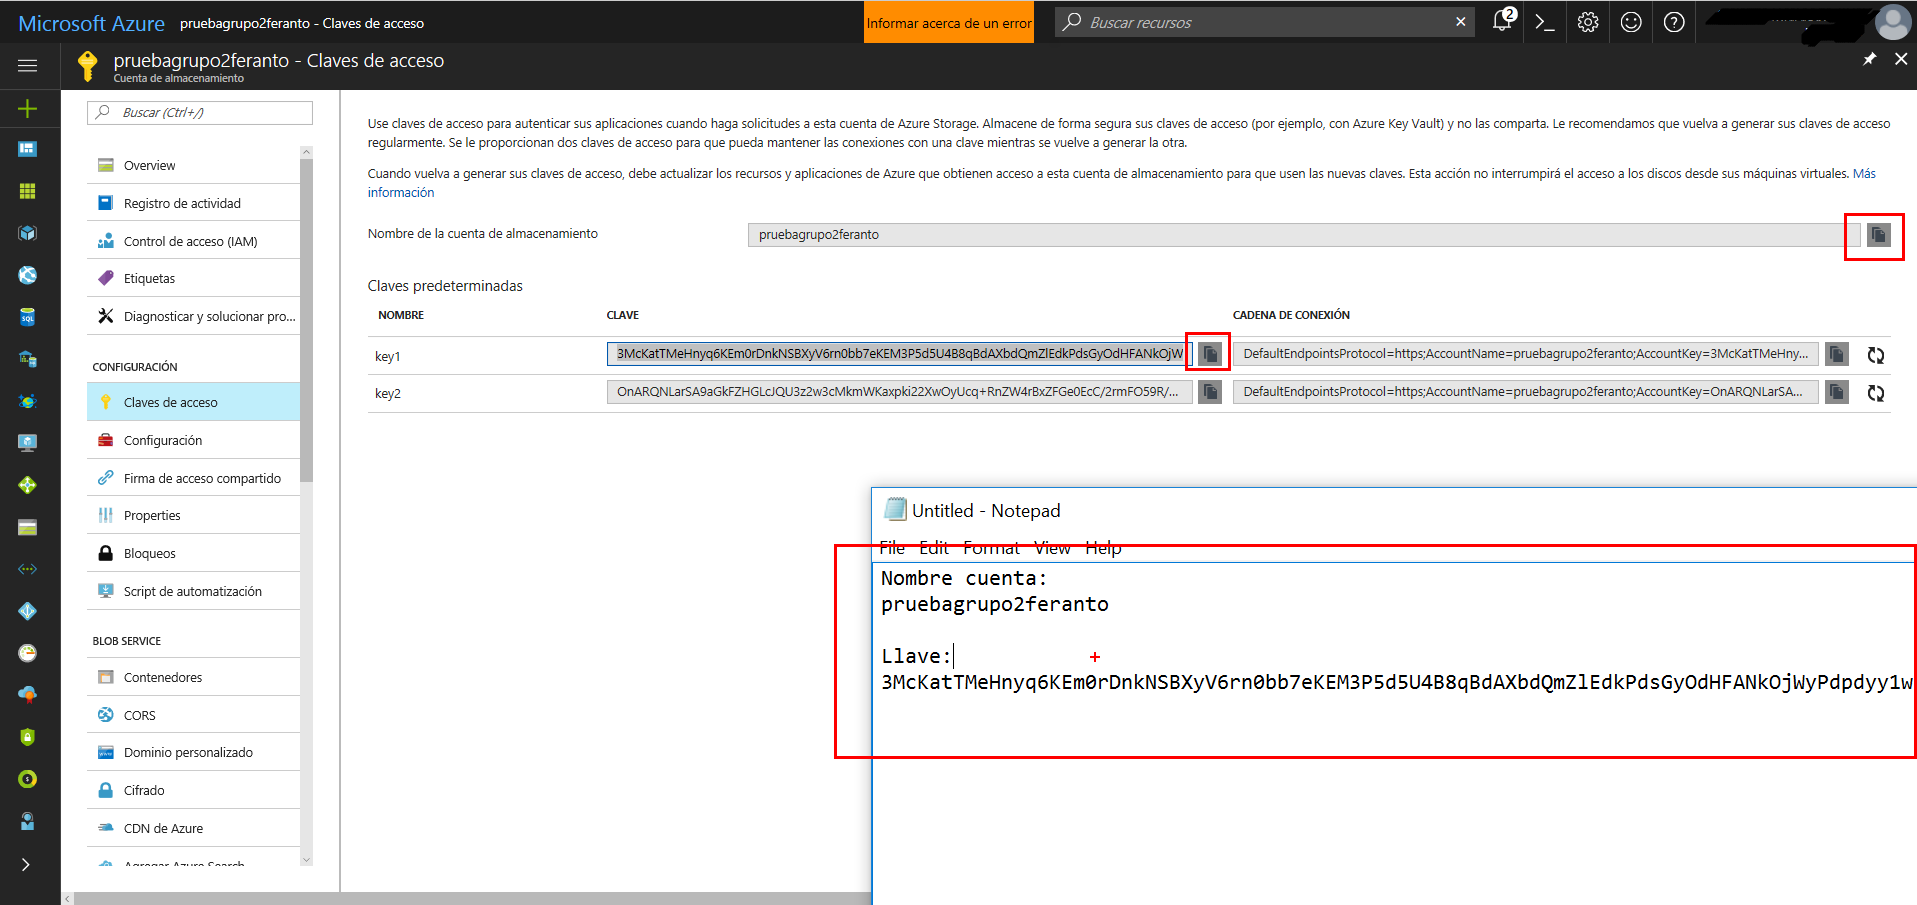 Microsoft Azure pruebagrupo2feranto - Claves de acceso
Informar acerca de un error
Buscar recursos
2
pruebagrupo2feranto - Claves de acceso
Cuenta de almacenamiento
Buscar (Ctrl+/)
Overview
Registro de actividad
Control de acceso (IAM)
Etiquetas
Diagnosticar y solucionar pro...
CONFIGURACIÓN
Claves de acceso
Configuración
Firma de acceso compartido
Properties
Bloqueos
Script de automatización
BLOB SERVICE
Contenedores
CORS
Dominio personalizado
Cifrado
CDN de Azure
Agregar Azure Search
Use claves de acceso para autenticar sus aplicaciones cuando haga solicitudes a esta cuenta de Azure Storage. Almacene de forma segura sus claves de acceso (por ejemplo, con Azure Key Vault) y no las comparta. Le recomendamos que vuelva a generar sus claves de acceso
regularmente. Se le proporcionan dos claves de acceso para que pueda mantener las conexiones con una clave mientras se vuelve a generar la otra.
Cuando vuelva a generar sus claves de acceso, debe actualizar los recursos y aplicaciones de Azure que obtienen acceso a esta cuenta de almacenamiento para que usen las nuevas claves. Esta acción no interrumpirá el acceso a los discos desde sus máquinas virtuales. Más
información
Nombre de la cuenta de almacenamiento pruebagrupo2feranto
Claves predeterminadas
NOMBRE CLAVE CADENA DE CONEXIÓN
key1 3McKatTMeHnyq6KEm0rDnkNSBXyV6rn0bb7eKEM3P5d5U4B8qBdAXbdQmZlEdkPdsGyOdHFANkOjW DefaultEndpointsProtocol=https;AccountName=pruebagrupo2feranto;AccountKey=3McKatTMeHny...
key2 OnARQNLarSA9aGkFZHGLcJQU3z2w3cMkmWKaxpki22XwOyUcq+RnZW4rBxZFGe0EcC/2rmFO59R/... DefaultEndpointsProtocol=https;AccountName=pruebagrupo2feranto;AccountKey=OnARQNLarSA...
Untitled - Notepad
File Edit Format View Help
Nombre cuenta:
pruebagrupo2feranto
Llave:
3McKatTMeHnyq6KEm0rDnkNSBXyV6rn0bb7eKEM3P5d5U4B8qBdAXbdQmZlEdkPdsGyOdHFANkOjWyPdpdyy1w